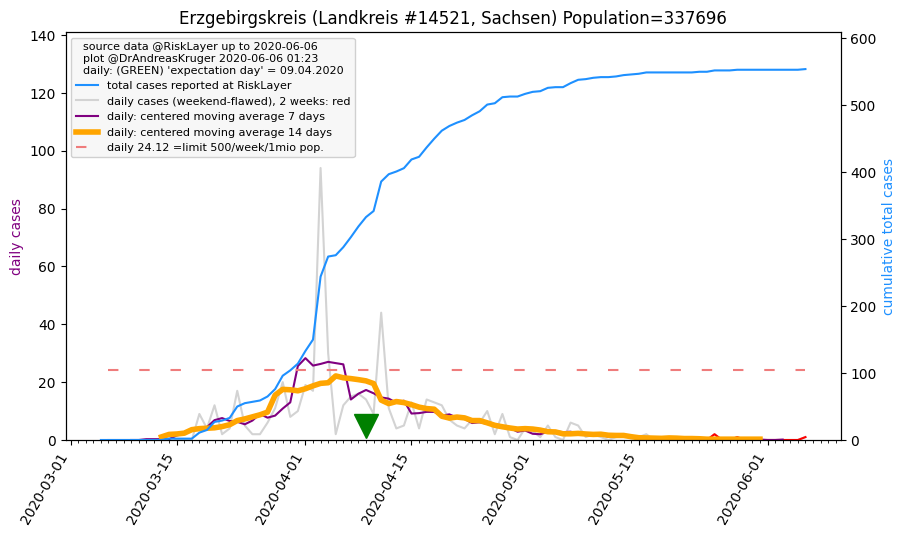 Erzgebirgskreis (Landkreis #14521, Sachsen) Population=337696
source data @RiskLayer up to 2020-06-06
plot @DrAndreasKruger 2020-06-06 01:23
daily: (GREEN) 'expectation day' = 09.04.2020
total cases reported at RiskLayer
daily cases (weekend-flawed), 2 weeks: red
daily: centered moving average 7 days
daily: centered moving average 14 days
daily 24.12 =limit 500/week/1mio pop.
daily cases
140
120
100
80
60
40
20
0
cumulative total cases
600
500
400
300
200
100
0
2020-03-01
2020-03-15
2020-04-01
2020-04-15
2020-05-01
2020-05-15
2020-06-01